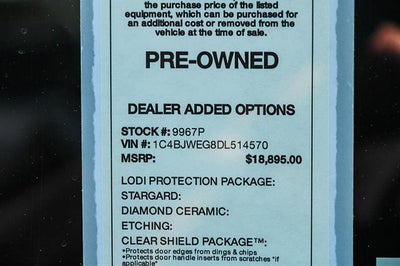 the purchase price of the listed
equipment, which can be purchased for
an additional cost or removed from the
vehicle at the time of sale.
PRE-OWNED
DEALER ADDED OPTIONS
STOCK #: 9967P
VIN #: 1C4BJWEG8DL514570
MSRP: $18,895.00
LODI PROTECTION PACKAGE:
STARGARD:
DIAMOND CERAMIC:
ETCHING:
CLEAR SHIELD PACKAGE™:
*Protects door edges from dings & chips
*Protects door handle inserts from scratches *if
applicable*